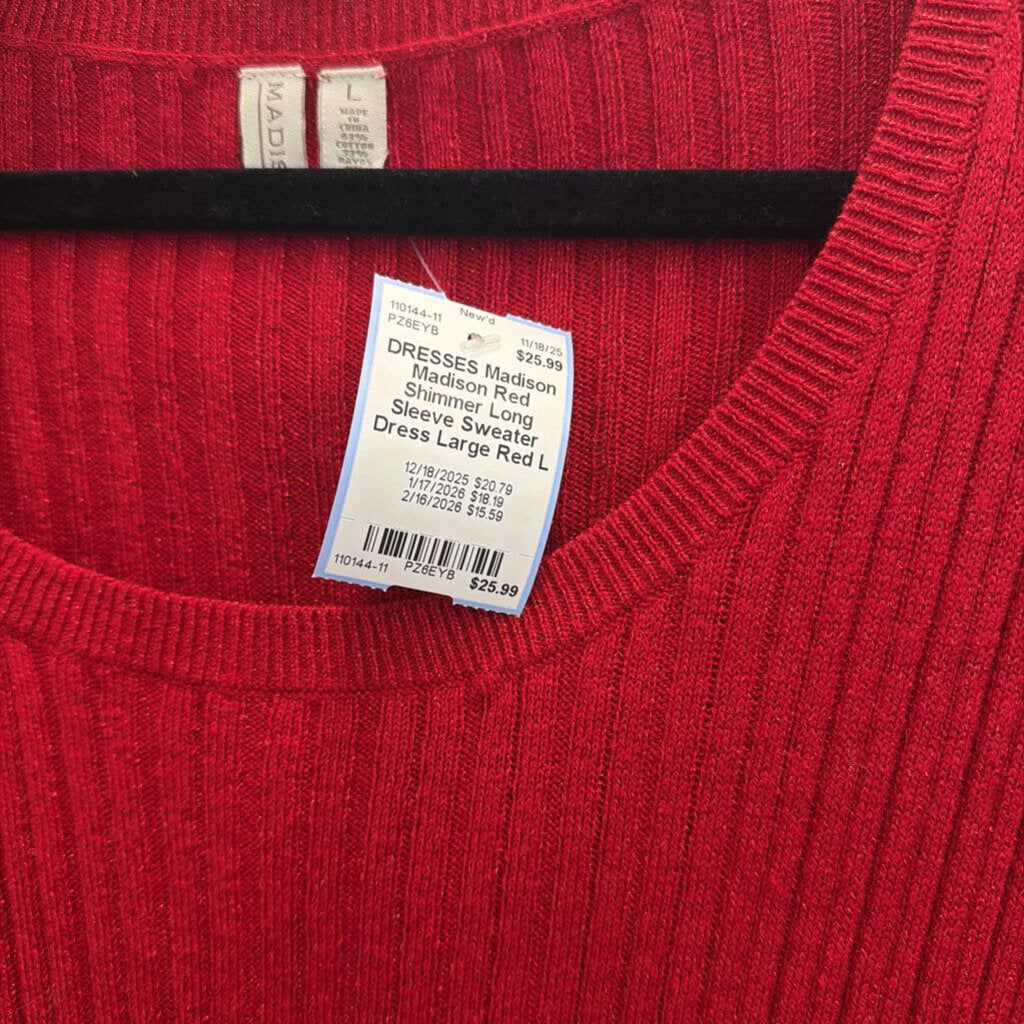 MADIS
L
MADE
IN
CHINA
COTTON
110144-11
PZ6EYB
New'd
11/18/25
$25.99
DRESSES Madison
Madison Red
Shimmer Long
Sleeve Sweater
Dress Large Red L
12/18/2025 $20.79
1/17/2026 $18.19
2/16/2026 $15.59
110144-11 PZ6EYB $25.99